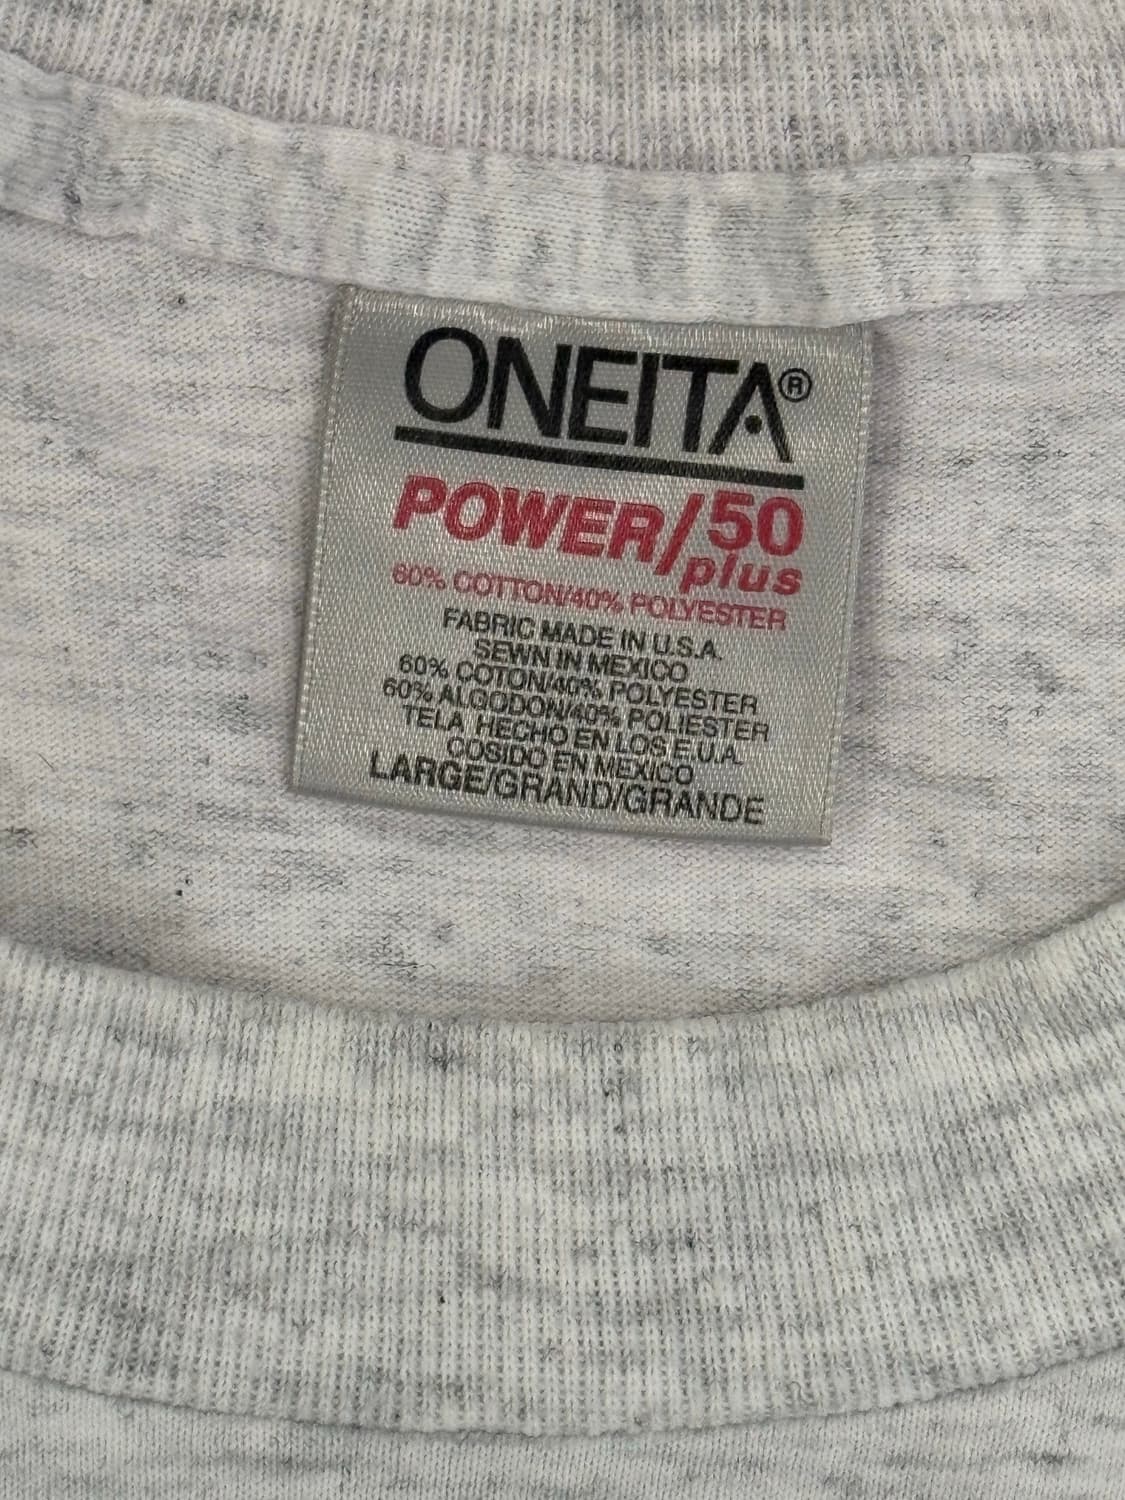 ONEITA®
POWER/50
plus
60% COTTON/40% POLYESTER
FABRIC MADE IN U.S.A.
SEWN IN MEXICO
60% COTON/40% POLYESTER
60% ALGODON/40% POLIESTER
TELA HECHO EN LOS E.U.A.
COSIDO EN MEXICO
LARGE/GRAND/GRANDE